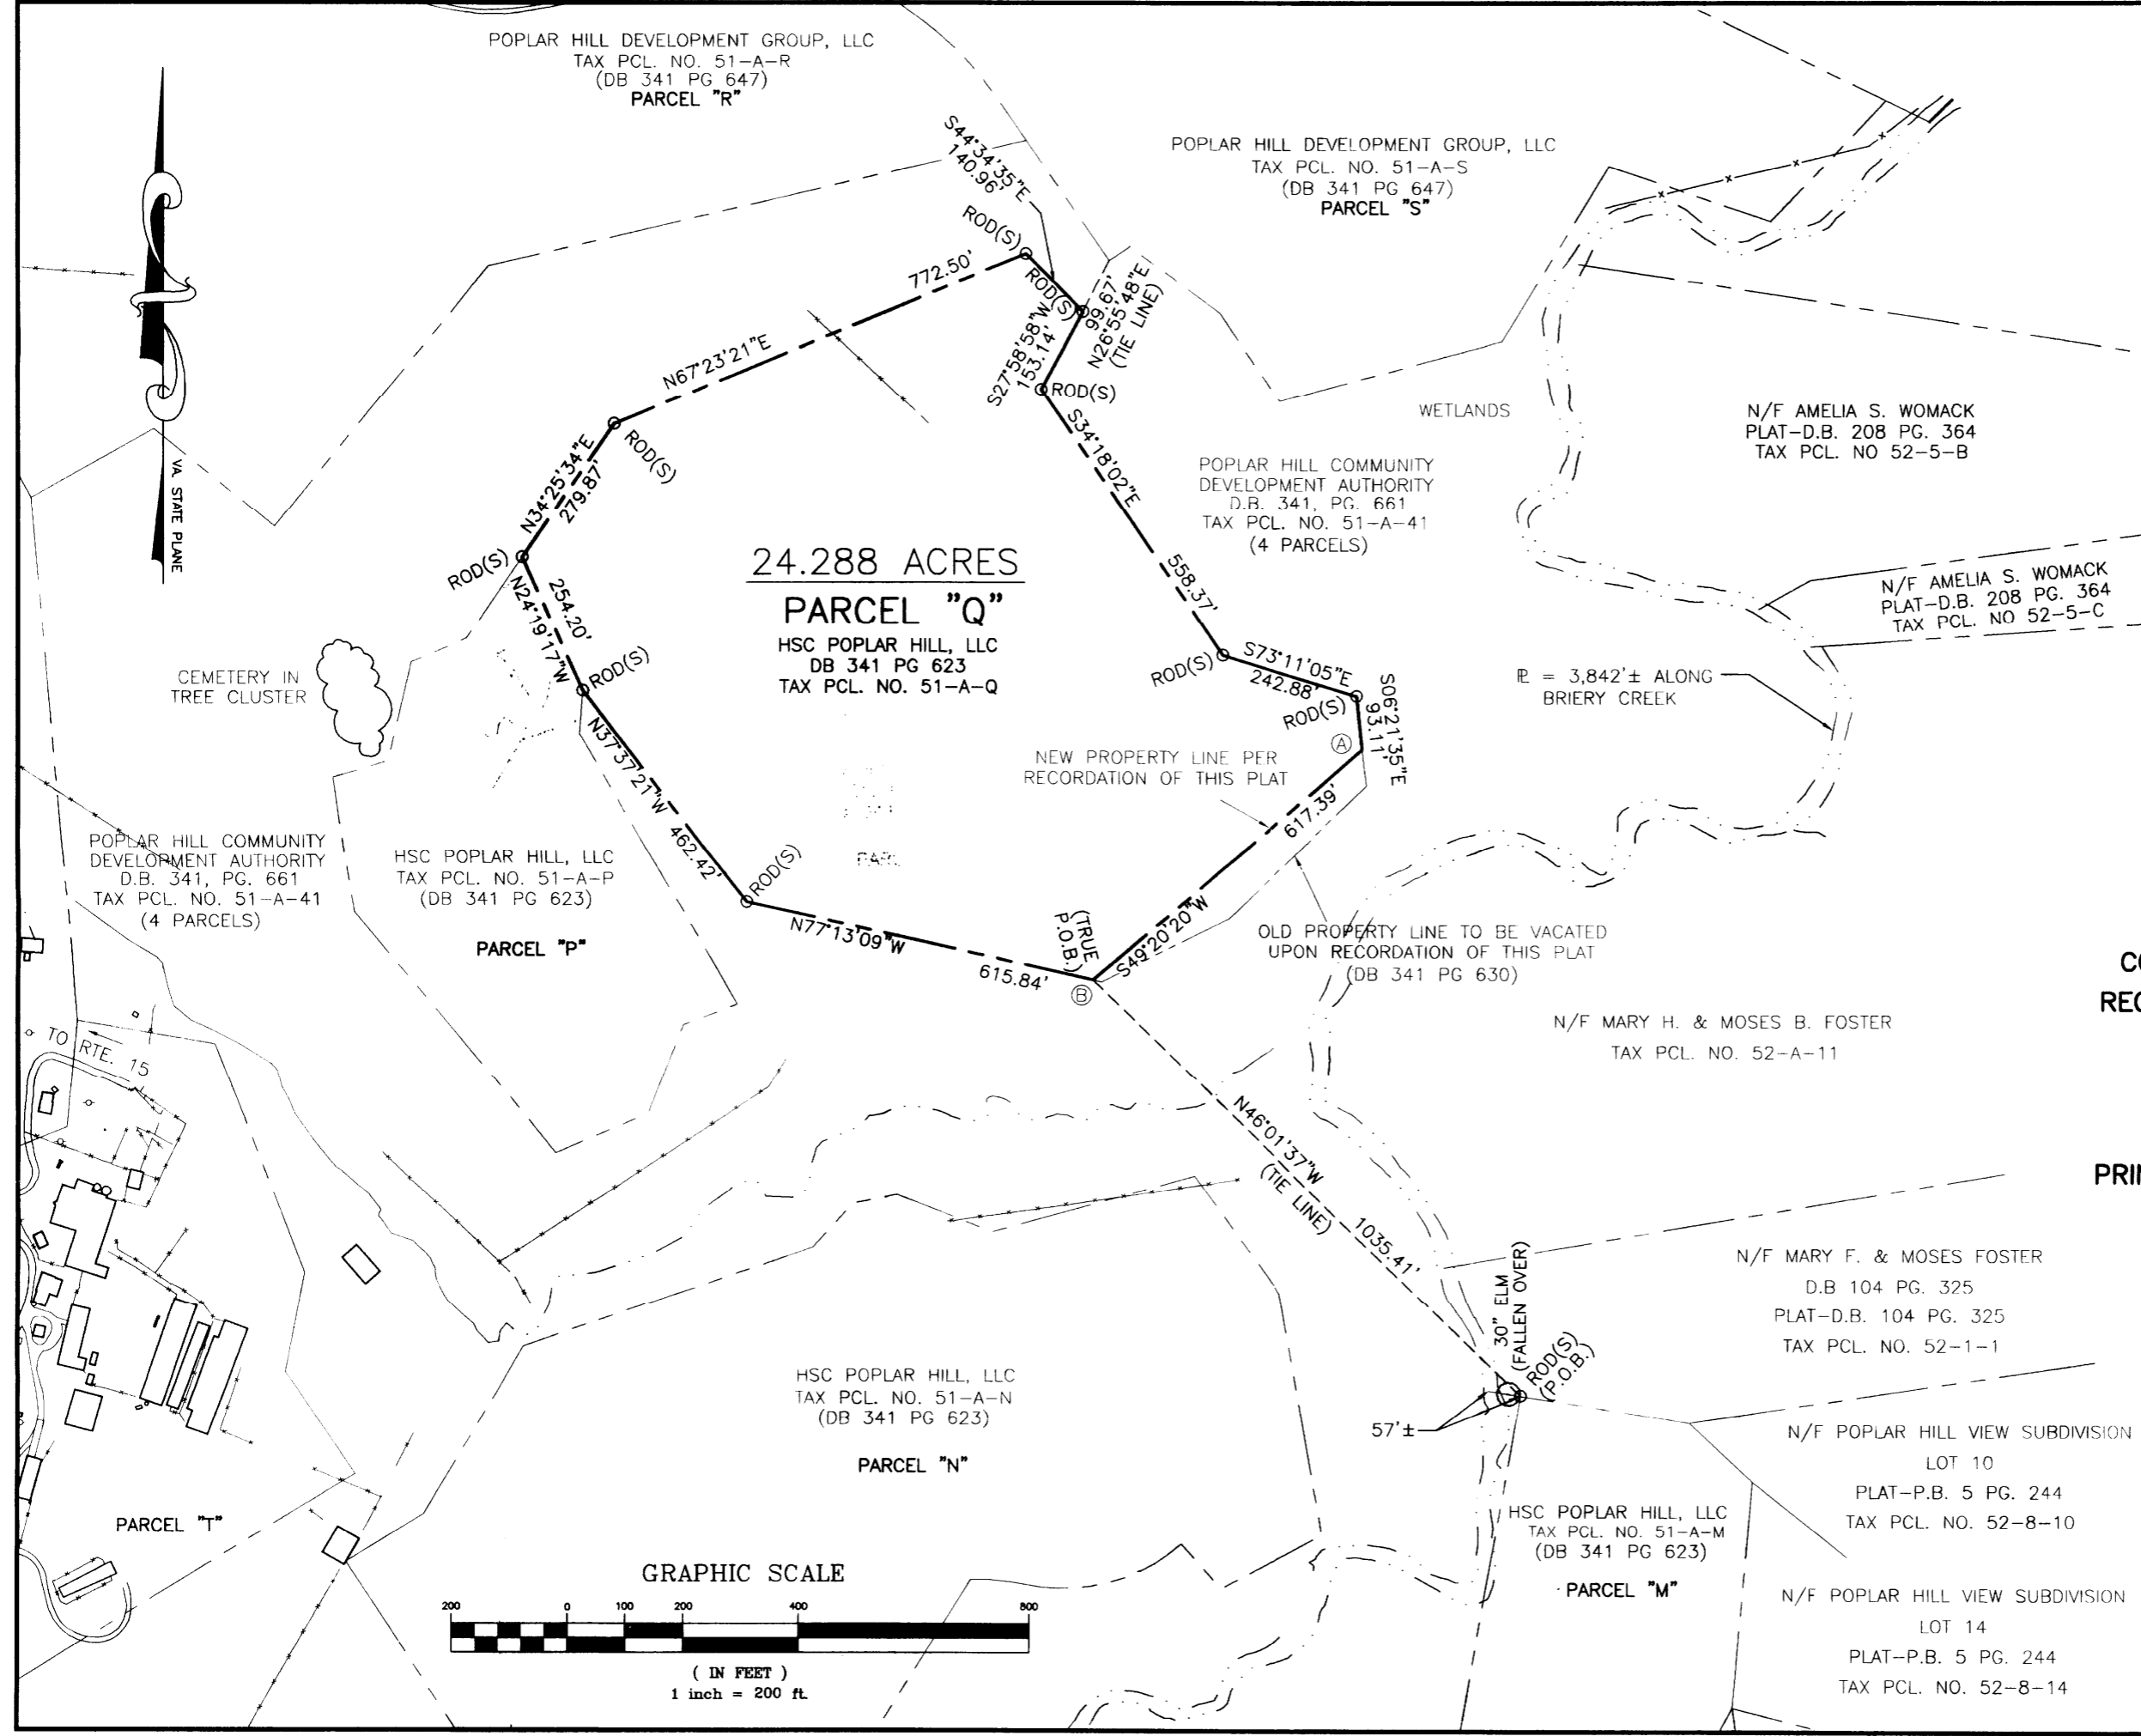 POPLAR HILL DEVELOPMENT GROUP, LLC
TAX PCL. NO. 51-A-R
(DB 341 PG 647)
PARCEL "R"
S44°34'35"E
140.96'
POPLAR HILL DEVELOPMENT GROUP, LLC
TAX PCL. NO. 51-A-S
(DB 341 PG 647)
PARCEL "S"
ROD(S)
ROD(S)
772.50'
N67°23'21"E
99.67'
N26°55'48"E
(TIE LINE)
S27°58'58"W
153.14'
ROD(S)
VA. STATE PLANE
N34°25'34"E
279.87'
ROD(S)
S34°18'02"E
558.37'
WETLANDS
N/F AMELIA S. WOMACK
PLAT-D.B. 208 PG. 364
TAX PCL. NO 52-5-B
POPLAR HILL COMMUNITY
DEVELOPMENT AUTHORITY
D.B. 341, PG. 661
TAX PCL. NO. 51-A-41
(4 PARCELS)
24.288 ACRES
PARCEL "Q"
HSC POPLAR HILL, LLC
DB 341 PG 623
TAX PCL. NO. 51-A-Q
ROD(S)
254.20'
N24°19'17"W
ROD(S)
N/F AMELIA S. WOMACK
PLAT-D.B. 208 PG. 364
TAX PCL. NO 52-5-C
CEMETERY IN
TREE CLUSTER
ROD(S)
S73°11'05"E
242.88'
ROD(S)
S06°21'35"E
93.11'
A
PL = 3,842'± ALONG
BRIERY CREEK
NEW PROPERTY LINE PER
RECORDATION OF THIS PLAT
617.39'
S49°20'20"W
N37°37'21"W
462.42'
ROD(S)
POPLAR HILL COMMUNITY
DEVELOPMENT AUTHORITY
D.B. 341, PG. 661
TAX PCL. NO. 51-A-41
(4 PARCELS)
HSC POPLAR HILL, LLC
TAX PCL. NO. 51-A-P
(DB 341 PG 623)
PARCEL "P"
N77°13'09"W
615.84'
(TRUE
P.O.B.)
B
OLD PROPERTY LINE TO BE VACATED
UPON RECORDATION OF THIS PLAT
(DB 341 PG 630)
N/F MARY H. & MOSES B. FOSTER
TAX PCL. NO. 52-A-11
TO RTE. 15
N46°01'37"W
(TIE LINE)
1035.41'
30" ELM
(FALLEN OVER)
ROD(S)
(P.O.B.)
57'±
N/F MARY F. & MOSES FOSTER
D.B 104 PG. 325
PLAT-D.B. 104 PG. 325
TAX PCL. NO. 52-1-1
HSC POPLAR HILL, LLC
TAX PCL. NO. 51-A-N
(DB 341 PG 623)
PARCEL "N"
N/F POPLAR HILL VIEW SUBDIVISION
LOT 10
PLAT-P.B. 5 PG. 244
TAX PCL. NO. 52-8-10
PARCEL "T"
HSC POPLAR HILL, LLC
TAX PCL. NO. 51-A-M
(DB 341 PG 623)
PARCEL "M"
N/F POPLAR HILL VIEW SUBDIVISION
LOT 14
PLAT-P.B. 5 PG. 244
TAX PCL. NO. 52-8-14
GRAPHIC SCALE
200 0 100 200 400 800
( IN FEET )
1 inch = 200 ft.